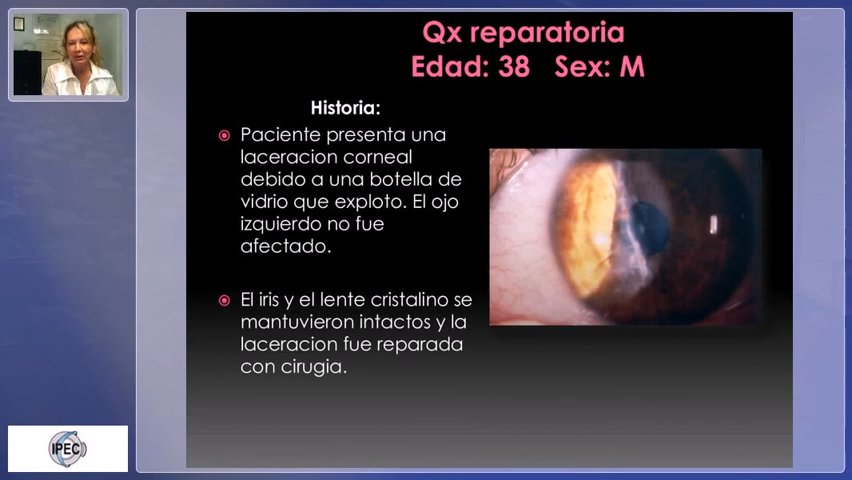 Qx reparatoria
Edad: 38 Sex: M
Historia:
Paciente presenta una
laceracion corneal
debido a una botella de
vidrio que exploto. El ojo
izquierdo no fue
afectado.
El iris y el lente cristalino se
mantuvieron intactos y la
laceracion fue reparada
con cirugia.
IPEC